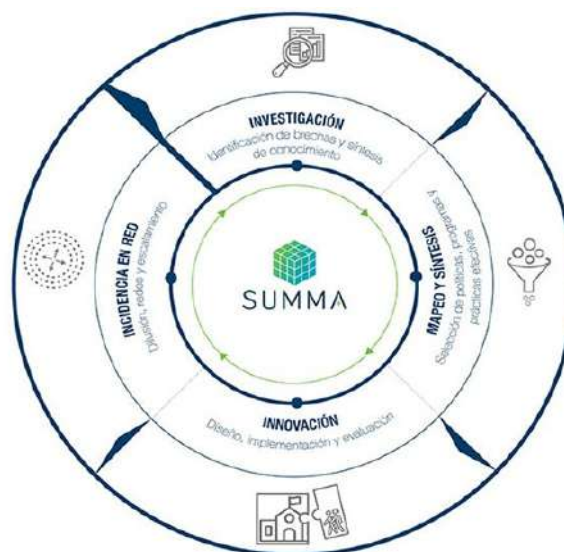 INVESTIGACIÓN
Identificación de brechas y síntesis
de conocimiento
MAPEO Y SÍNTESIS
Selección de políticas, programas y
prácticas efectivas
INNOVACIÓN
Diseño, implementación y evaluación
INCIDENCIA EN RED
Difusión, redes y escalamiento
SUMMA